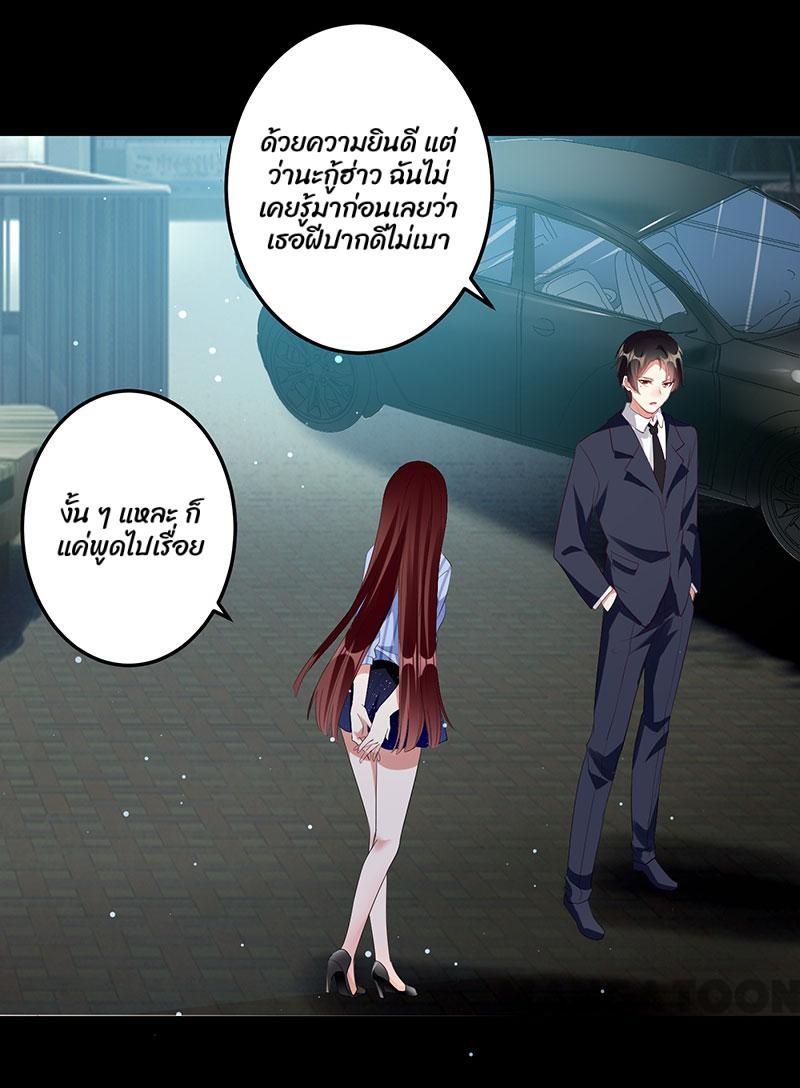 ด้วยความยินดี แต่
ว่านะกู้ฮ่าว ฉันไม่
เคยรู้มาก่อนเลยว่า
เธอฝีปากดีไม่เบา
งั้น ๆ แหละ ก็
แค่พูดไปเรื่อย
MANGATOON